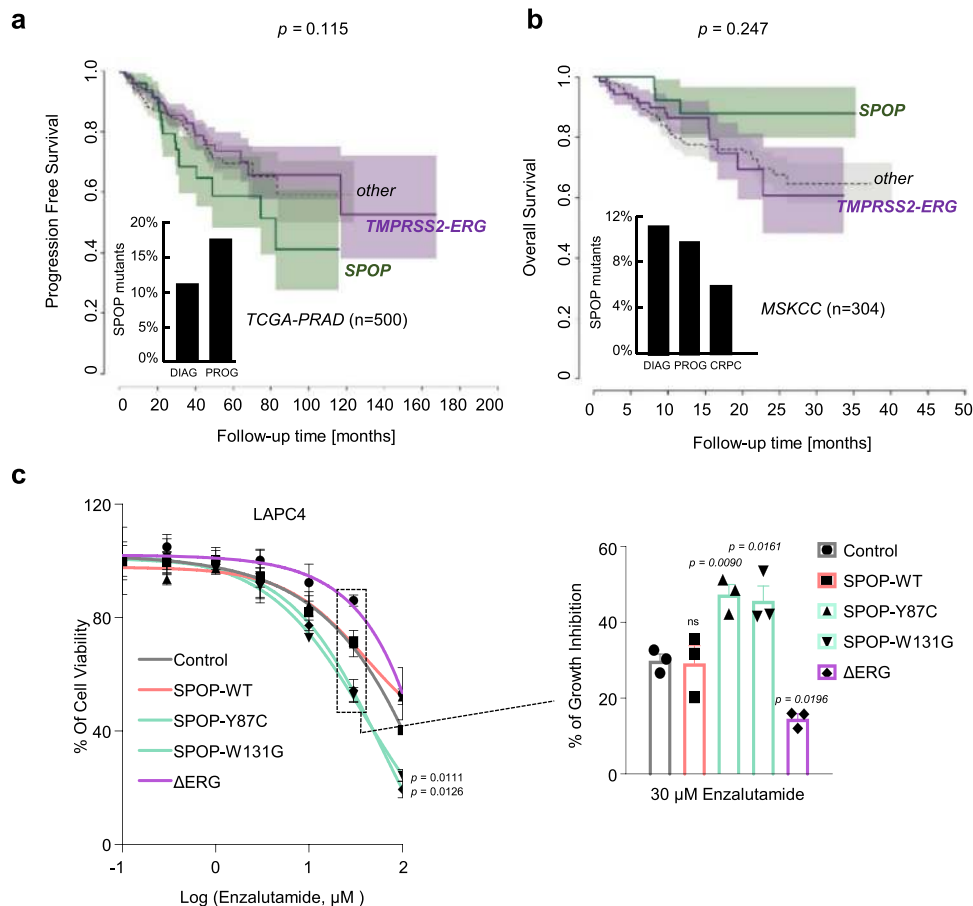 a
p = 0.115
Progression Free Survival
1.0
0.8
0.6
0.4
0.2
other
TMPRSS2-ERG
SPOP
SPOP mutants
20%
15%
10%
5%
0%
DIAG PROG
TCGA-PRAD (n=500)
0 20 40 60 80 100 120 140 160 200
Follow-up time [months]
b
p = 0.247
Overall Survival
1.0
0.8
0.6
0.4
0.2
0.0
SPOP
other
TMPRSS2-ERG
SPOP mutants
12%
8%
4%
0%
DIAG PROG CRPC
MSKCC (n=304)
0 5 10 15 20 25 30 35 40 45 50
Follow-up time [months]
c
LAPC4
% Of Cell Viability
120
80
40
0
Control
SPOP-WT
SPOP-Y87C
SPOP-W131G
ΔERG
p = 0.0111
p = 0.0126
-1 0 1 2
Log (Enzalutamide, μM )
% of Growth Inhibition
60
40
20
0
ns
p = 0.0090
p = 0.0161
p = 0.0196
30 μM Enzalutamide
Control
SPOP-WT
SPOP-Y87C
SPOP-W131G
ΔERG